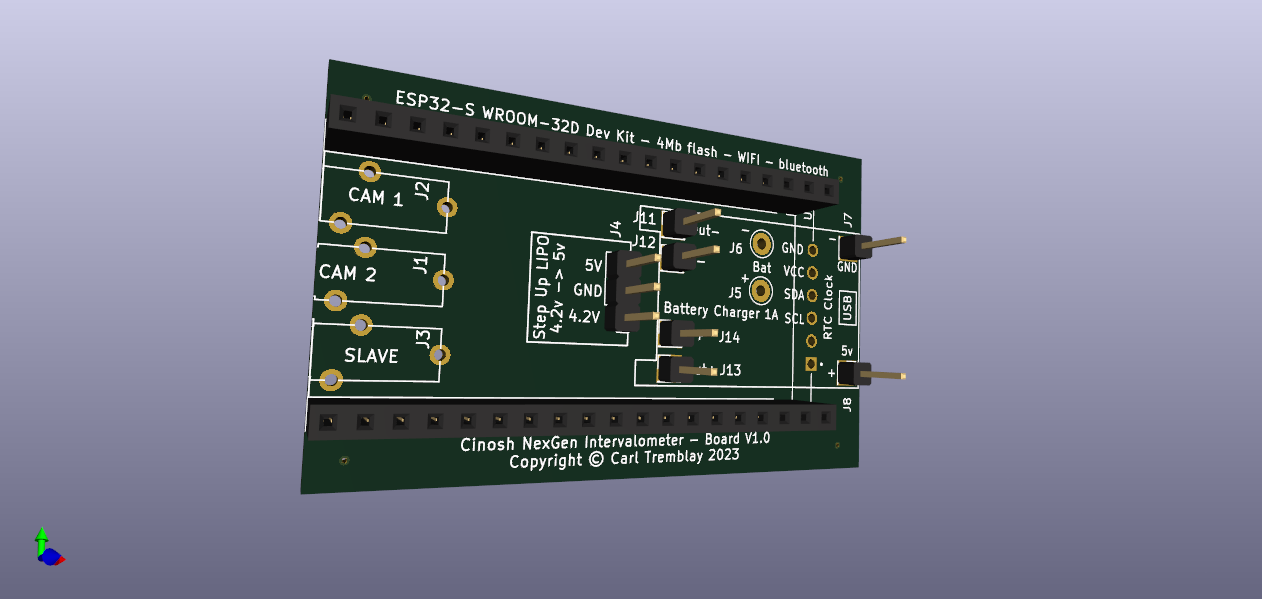 ESP32-S WROOM-32D Dev Kit - 4Mb flash - WIFI - bluetooth
CAM 1
J2
CAM 2
J1
SLAVE
J3
J4
Step Up LIPO
4.2v -> 5v
5V
GND
4.2V
J11
J12
J6
-
Bat
+
J5
Battery Charger 1A
J14
J13
GND
VCC
SDA
SCL
RTC Clock
J7
-
GND
USB
5v
+
J8
Cinosh NexGen Intervalometer - Board V1.0
Copyright © Carl Tremblay 2023